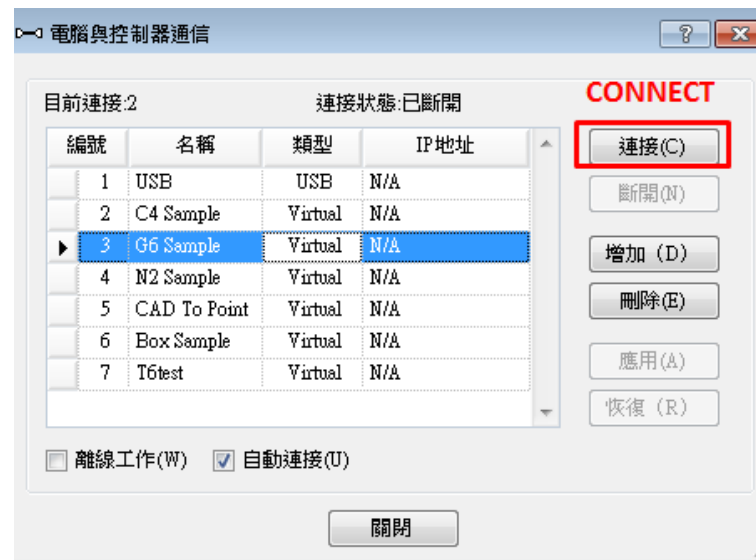 電腦與控制器通信
目前連接:2 連接狀態:已斷開
CONNECT
編號 名稱 類型 IP地址
1 USB USB N/A
2 C4 Sample Virtual N/A
3 G6 Sample Virtual N/A
4 N2 Sample Virtual N/A
5 CAD To Point Virtual N/A
6 Box Sample Virtual N/A
7 T6test Virtual N/A
連接(C)
斷開(N)
增加 (D)
刪除(E)
應用(A)
恢復 (R)
離線工作(W) 自動連接(U)
關閉